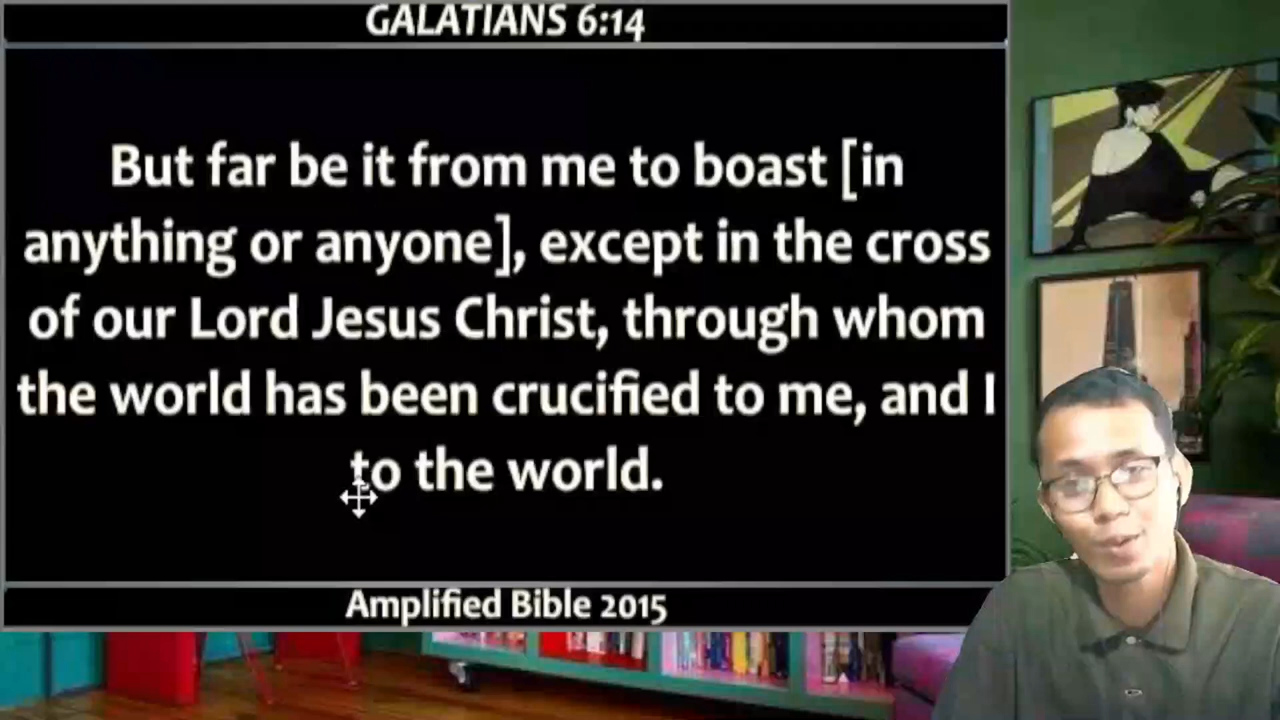 GALATIANS 6:14
But far be it from me to boast [in
anything or anyone], except in the cross
of our Lord Jesus Christ, through whom
the world has been crucified to me, and I
to the world.
Amplified Bible 2015